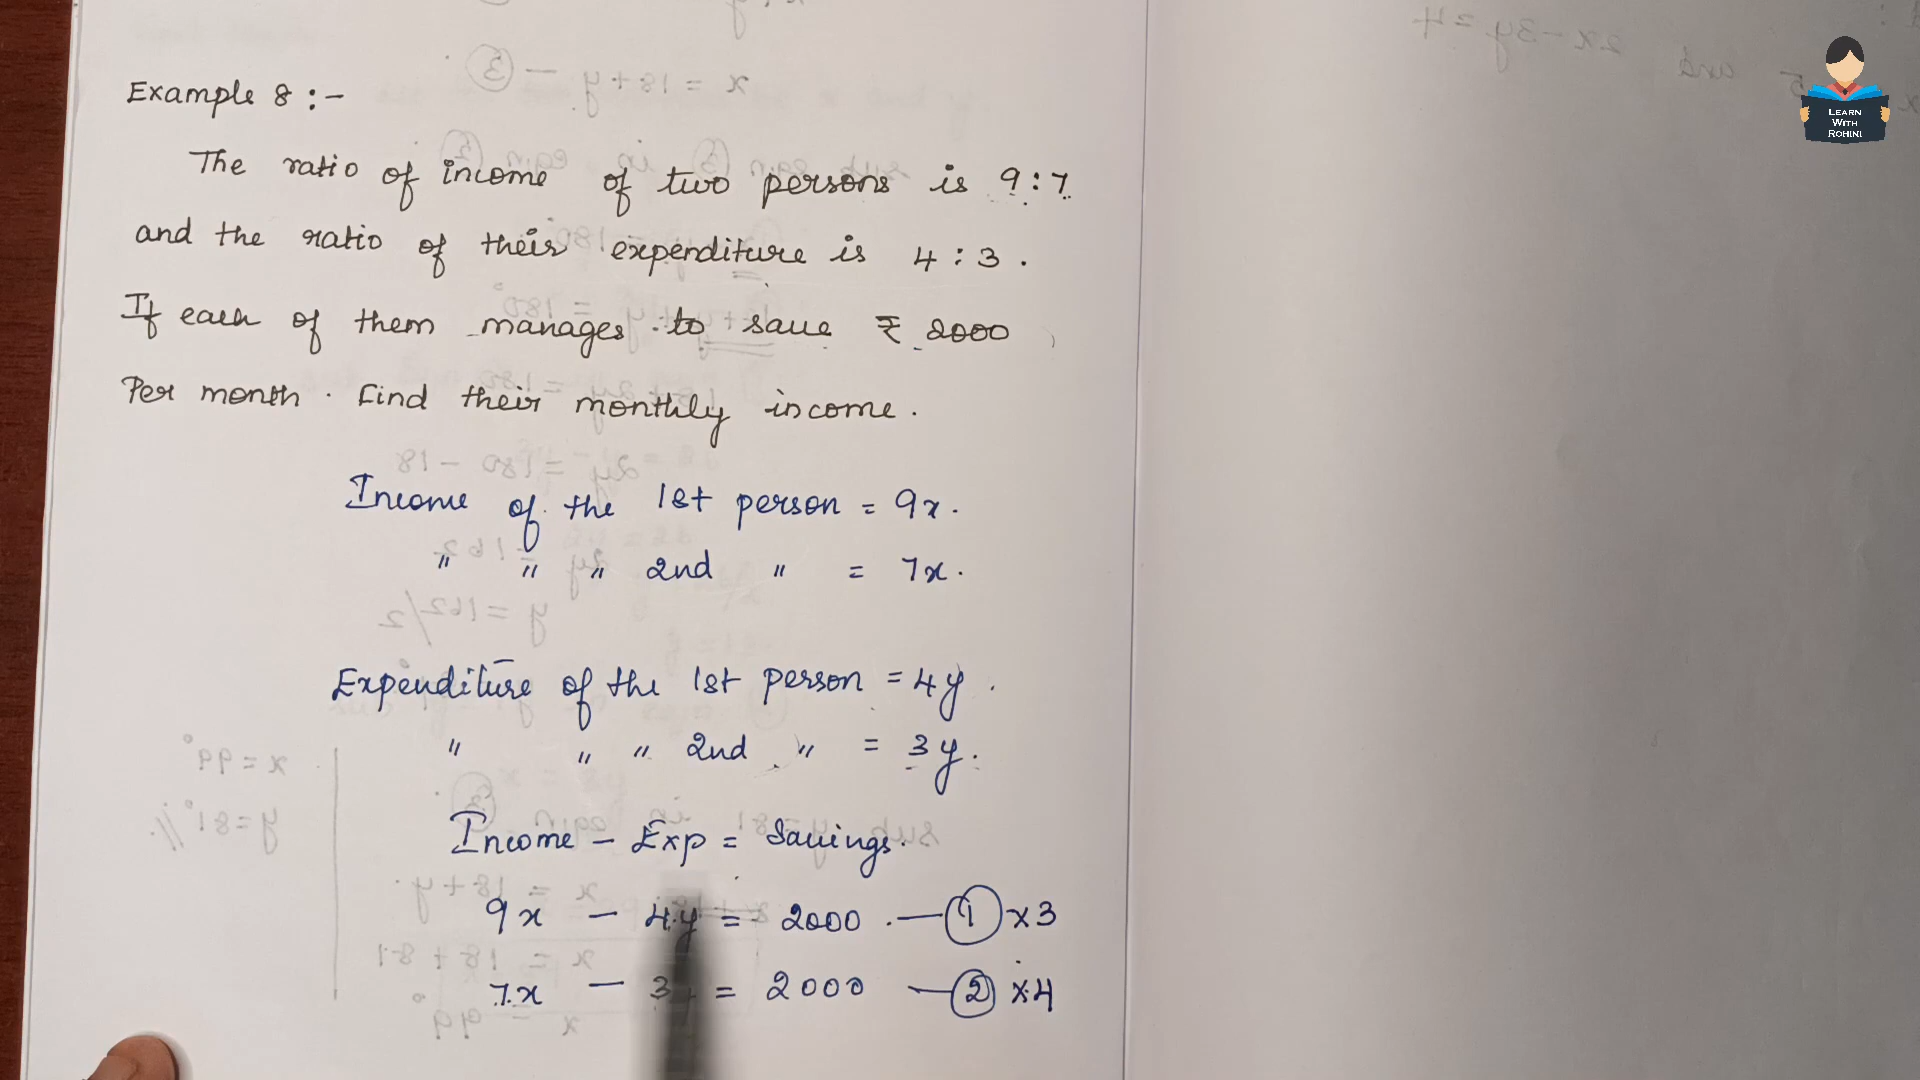 Example 8 :-
The ratio of income of two persons is 9:7
and the ratio of their expenditure is 4:3.
If each of them manages to save ₹ 2000
Per month. Find their monthly income.
Income of the 1st person = 9x.
" " " 2nd " = 7x.
Expenditure of the 1st person = 4y.
" " " 2nd " = 3y.
Income - Exp = Savings.
9x - 4y = 2000 - ① x3
7x - 3 = 2000 - ② x4
LEARN
WITH
ROHINI